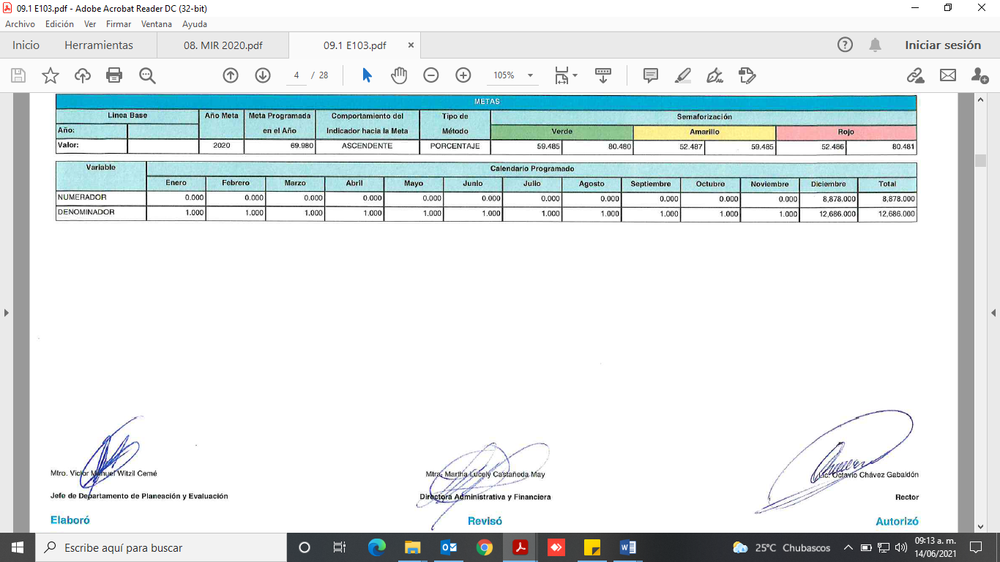 09.1 E103.pdf - Adobe Acrobat Reader DC (32-bit)
Archivo Edición Ver Firmar Ventana Ayuda
Inicio Herramientas 08. MIR 2020.pdf 09.1 E103.pdf × Iniciar sesión
4 / 28 105%
METAS
Linea Base Año Meta Meta Programada en el Año Comportamiento del Indicador hacia la Meta Tipo de Método Semaforización
Año: Verde Amarillo Rojo
Valor: 2020 69.980 ASCENDENTE PORCENTAJE 59.485 80.480 52.487 59.485 52.486 80.481
Variable Calendario Programado
Enero Febrero Marzo Abril Mayo Junio Julio Agosto Septiembre Octubre Noviembre Diciembre Total
NUMERADOR 0.000 0.000 0.000 0.000 0.000 0.000 0.000 0.000 0.000 0.000 0.000 8,878.000 8,878.000
DENOMINADOR 1.000 1.000 1.000 1.000 1.000 1.000 1.000 1.000 1.000 1.000 1.000 12,686.000 12,686.000
Mtro. Victor Manuel Witzil Cemé Mtra. Martha Lucely Castañeda May Lic. Octavio Chávez Gabaldón
Jefe de Departamento de Planeación y Evaluación Directora Administrativa y Financiera Rector
Elaboró Revisó Autorizó
Escribe aquí para buscar 25°C Chubascos 09:13 a. m.
14/06/2021